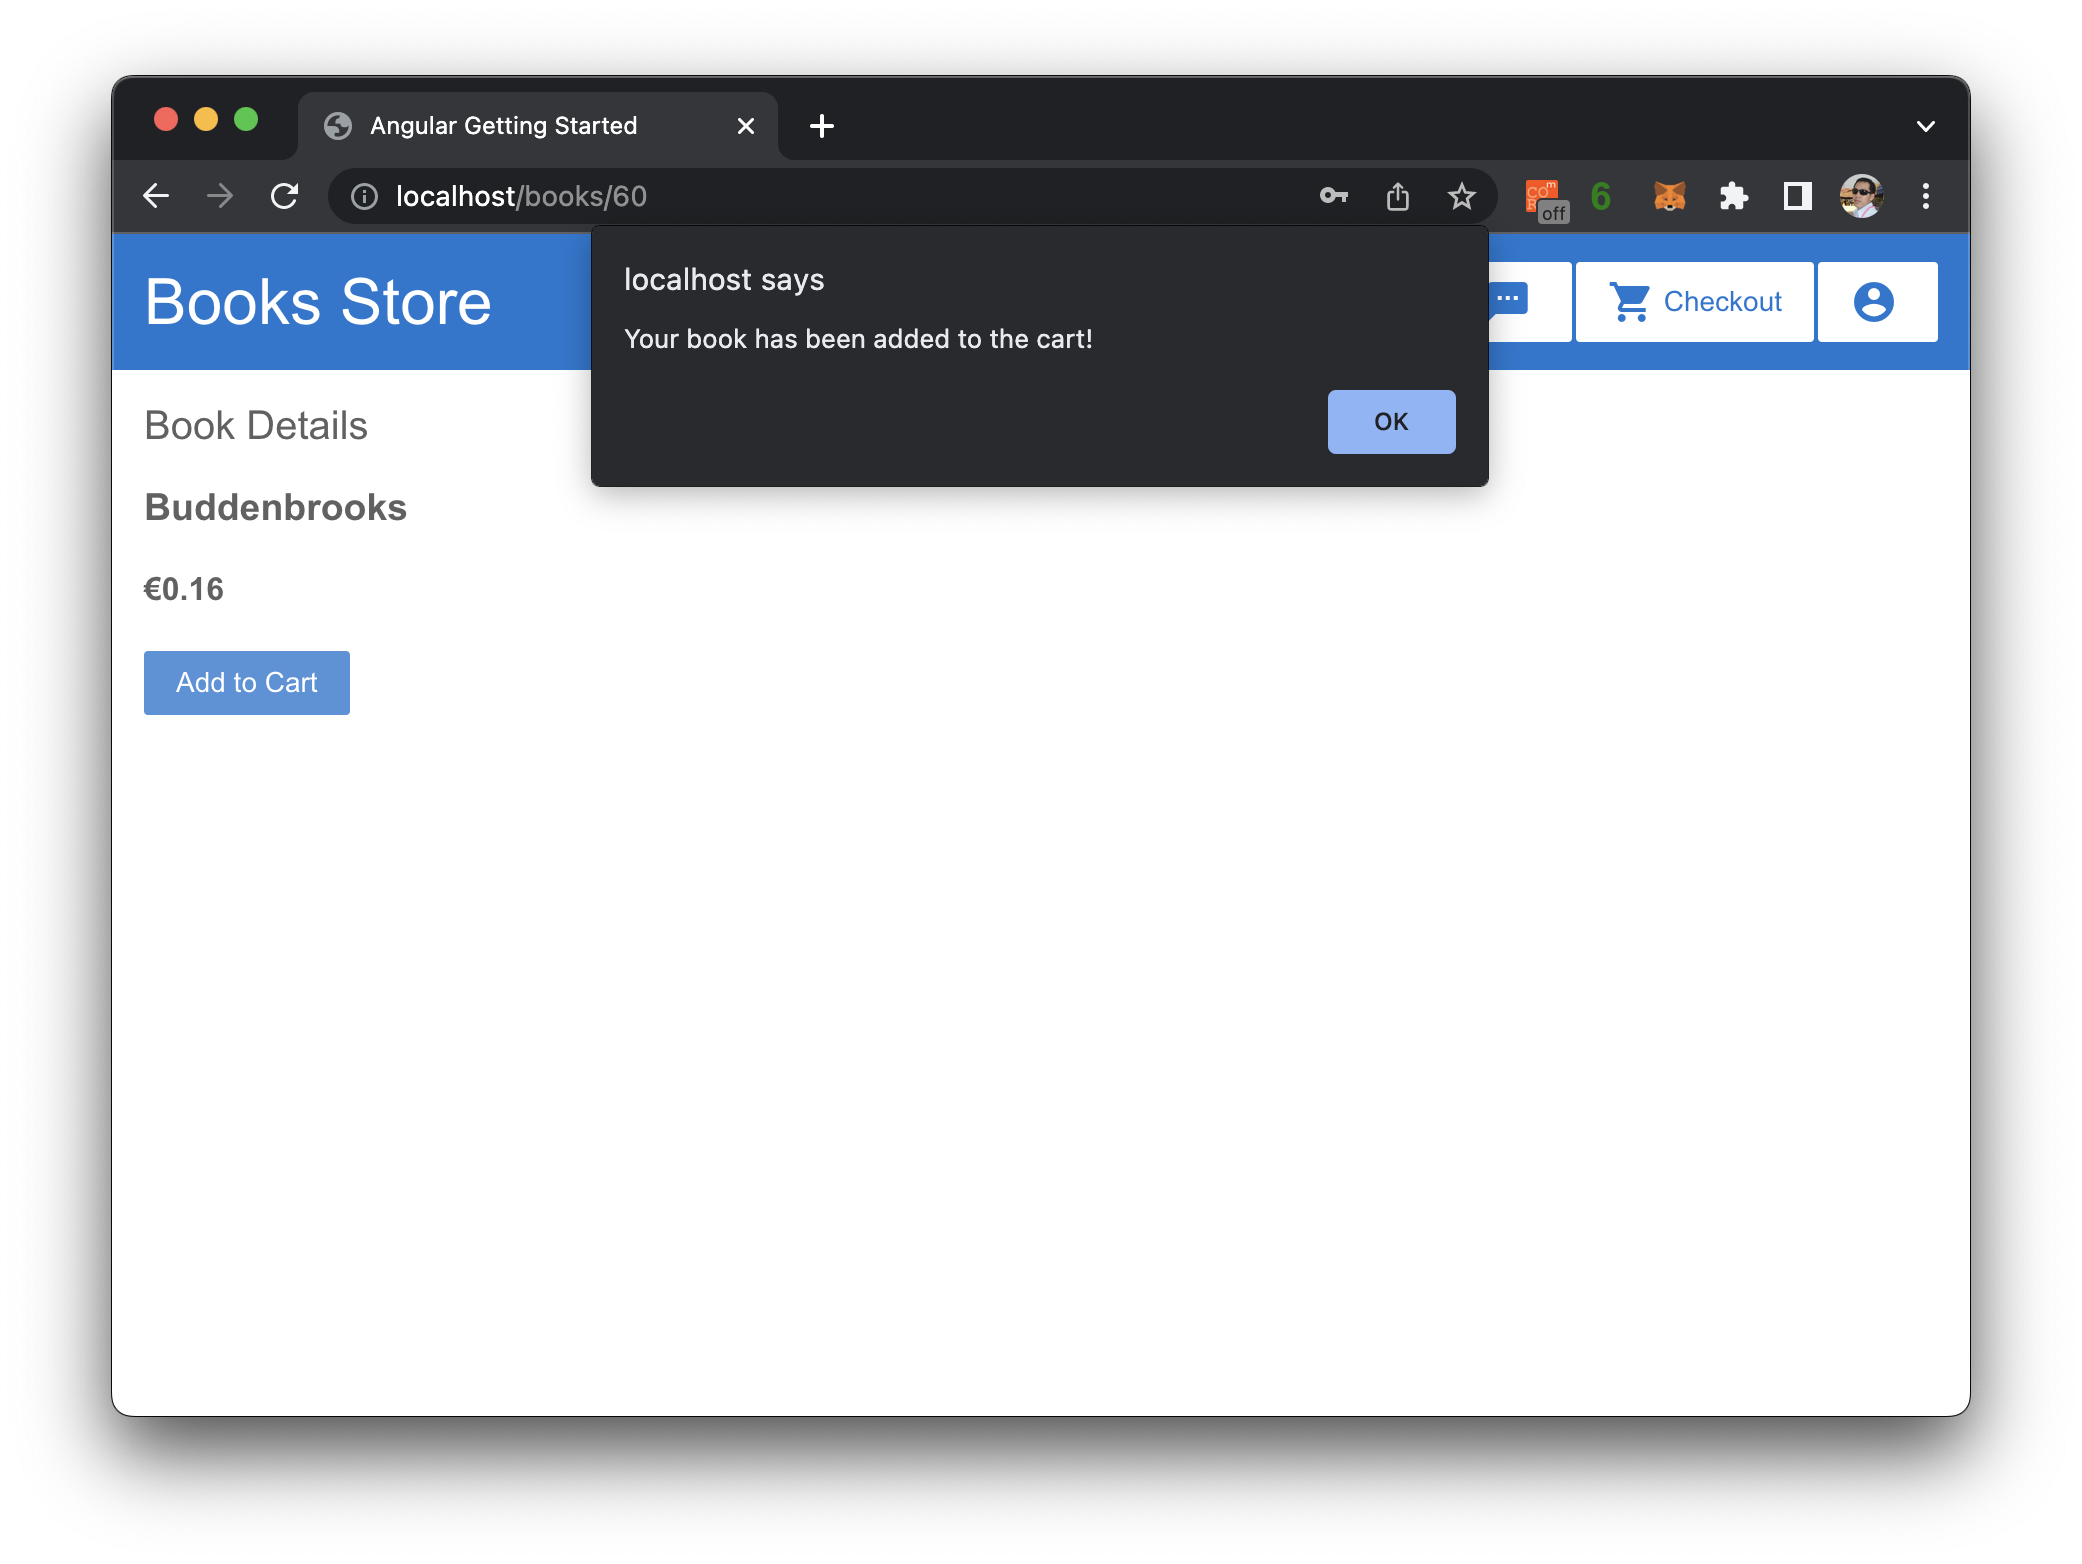 Angular Getting Started
localhost/books/60
off
6
Books Store
localhost says
Your book has been added to the cart!
OK
Checkout
Book Details
Buddenbrooks
€0.16
Add to Cart